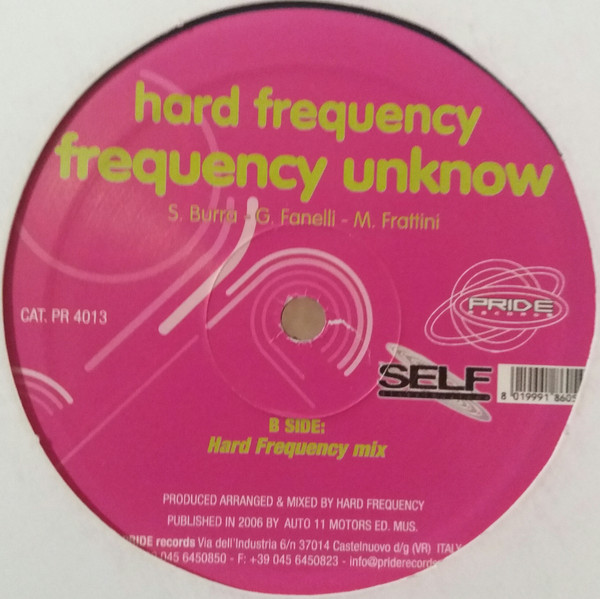 hard frequency
frequency unknow
S. Burra - G. Fanelli - M. Frattini
CAT. PR 4013
PRIDE
records
SELF
8 019991 8605
B SIDE:
Hard Frequency mix
PRODUCED ARRANGED & MIXED BY HARD FREQUENCY
PUBLISHED IN 2006 BY AUTO 11 MOTORS ED. MUS.
PRIDE records Via dell'Industria 6/n 37014 Castelnuovo d/g (VR) ITALY
045 6450850 - F: +39 045 6450823 - info@priderecords